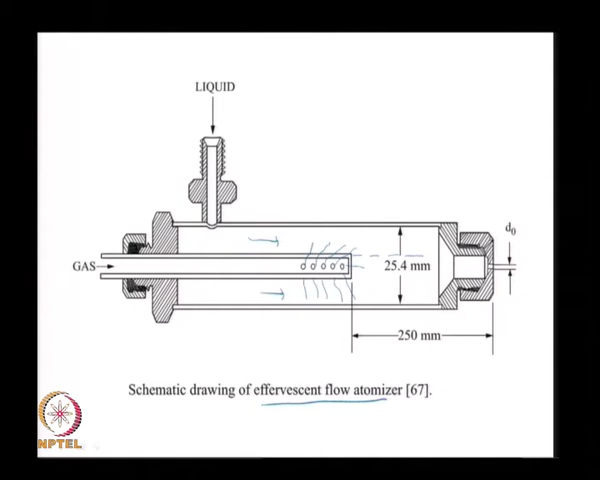 LIQUID
d0
GAS
25.4 mm
250 mm
Schematic drawing of effervescent flow atomizer [67].
NPTEL